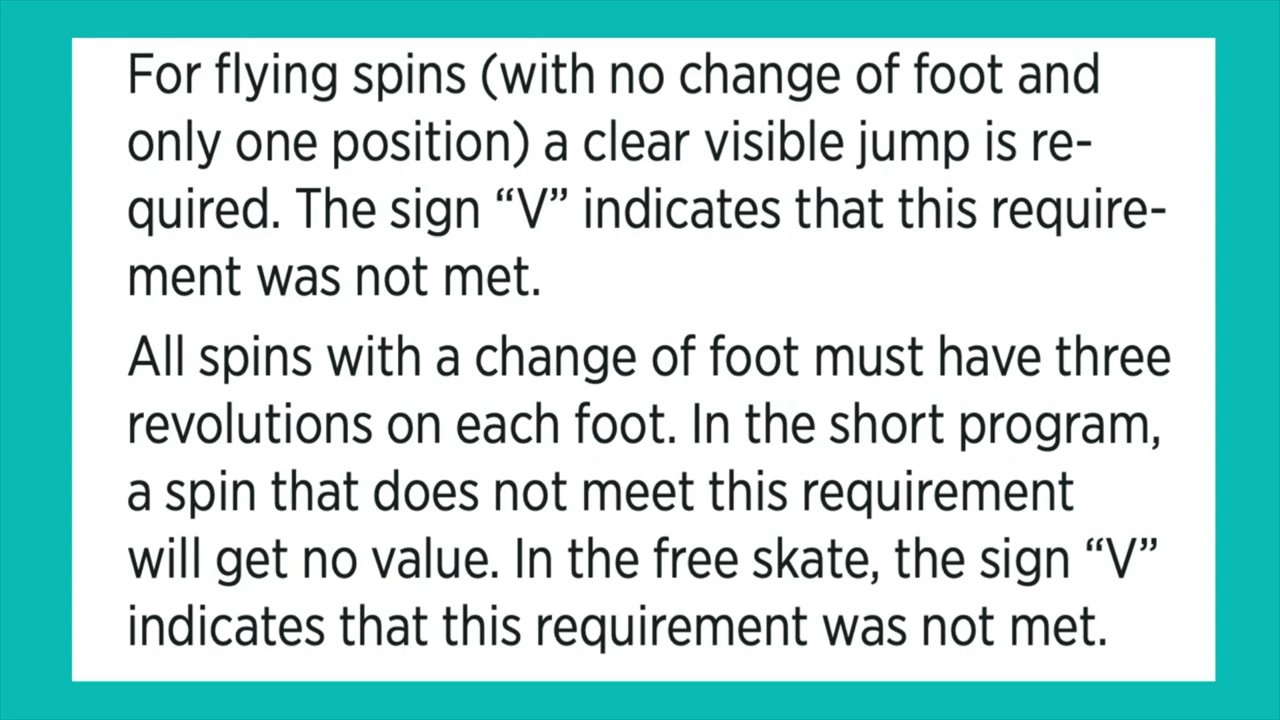 For flying spins (with no change of foot and
only one position) a clear visible jump is re-
quired. The sign “V” indicates that this require-
ment was not met.
All spins with a change of foot must have three
revolutions on each foot. In the short program,
a spin that does not meet this requirement
will get no value. In the free skate, the sign “V”
indicates that this requirement was not met.